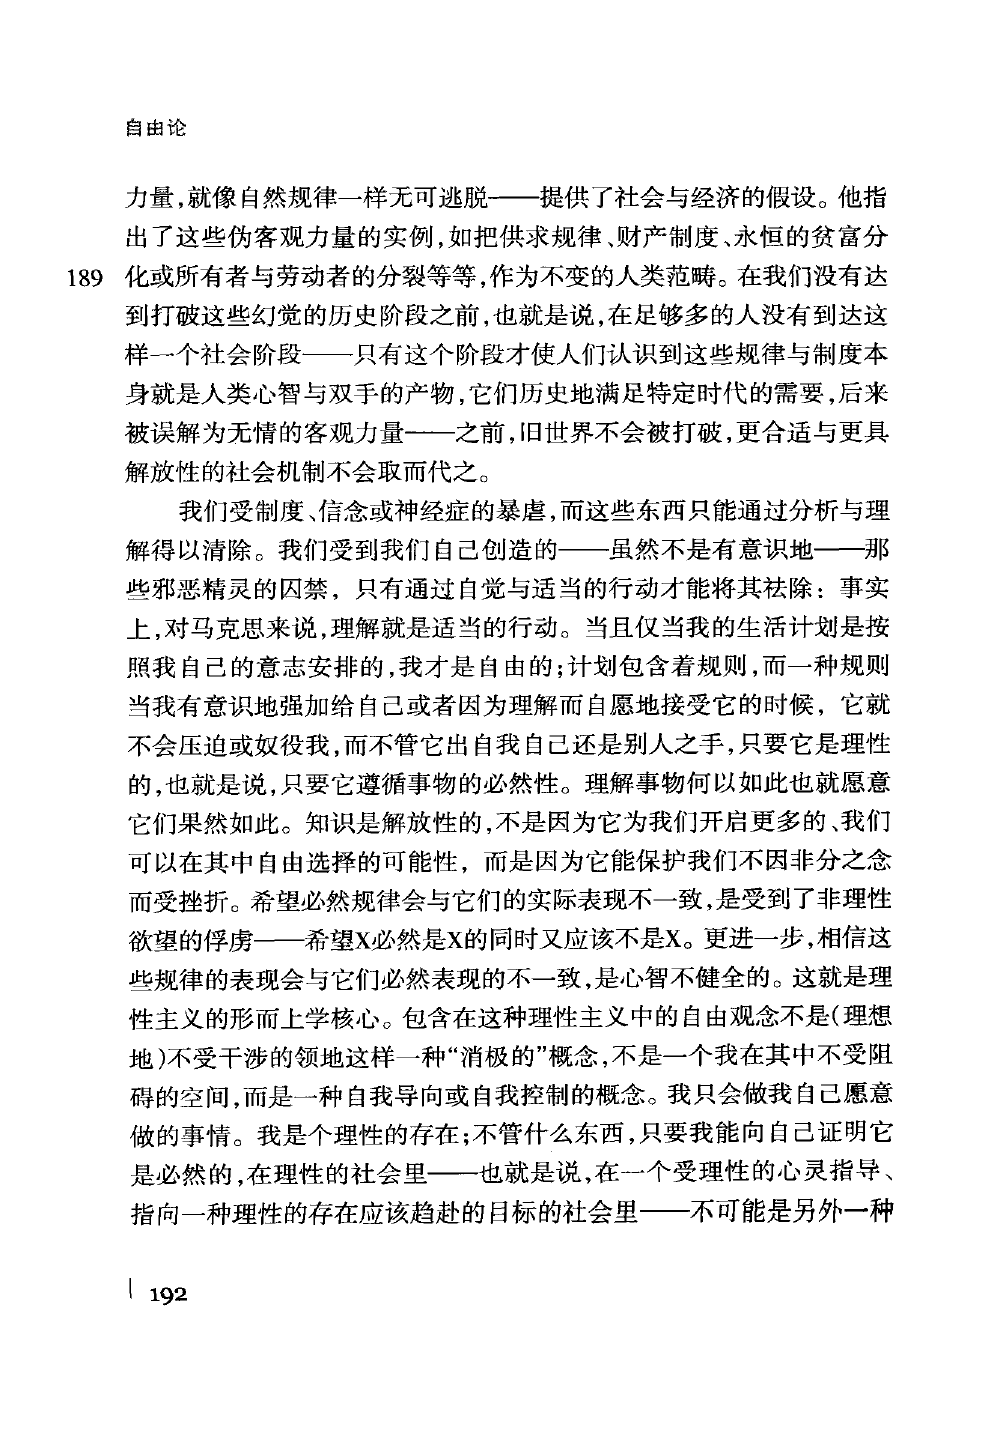 自由论
力量,就像自然规律一样无可逃脱——提供了社会与经济的假设。他指
出了这些伪客观力量的实例,如把供求规律、财产制度、永恒的贫富分
189 化或所有者与劳动者的分裂等等,作为不变的人类范畴。在我们没有达
到打破这些幻觉的历史阶段之前,也就是说,在足够多的人没有到达这
样一个社会阶段——只有这个阶段才使人们认识到这些规律与制度本
身就是人类心智与双手的产物,它们历史地满足特定时代的需要,后来
被误解为无情的客观力量——之前,旧世界不会被打破,更合适与更具
解放性的社会机制不会取而代之。
我们受制度、信念或神经症的暴虐,而这些东西只能通过分析与理
解得以清除。我们受到我们自己创造的——虽然不是有意识地——那
些邪恶精灵的囚禁，只有通过自觉与适当的行动才能将其祛除：事实
上,对马克思来说,理解就是适当的行动。当且仅当我的生活计划是按
照我自己的意志安排的,我才是自由的;计划包含着规则,而一种规则
当我有意识地强加给自己或者因为理解而自愿地接受它的时候，它就
不会压迫或奴役我,而不管它出自我自己还是别人之手,只要它是理性
的,也就是说,只要它遵循事物的必然性。理解事物何以如此也就愿意
它们果然如此。知识是解放性的,不是因为它为我们开启更多的、我们
可以在其中自由选择的可能性，而是因为它能保护我们不因非分之念
而受挫折。希望必然规律会与它们的实际表现不一致,是受到了非理性
欲望的俘虏——希望X必然是X的同时又应该不是X。更进一步,相信这
些规律的表现会与它们必然表现的不一致,是心智不健全的。这就是理
性主义的形而上学核心。包含在这种理性主义中的自由观念不是(理想
地)不受干涉的领地这样一种“消极的”概念,不是一个我在其中不受阻
碍的空间,而是一种自我导向或自我控制的概念。我只会做我自己愿意
做的事情。我是个理性的存在;不管什么东西,只要我能向自己证明它
是必然的,在理性的社会里——也就是说,在一个受理性的心灵指导、
指向一种理性的存在应该趋赴的目标的社会里——不可能是另外一种
192